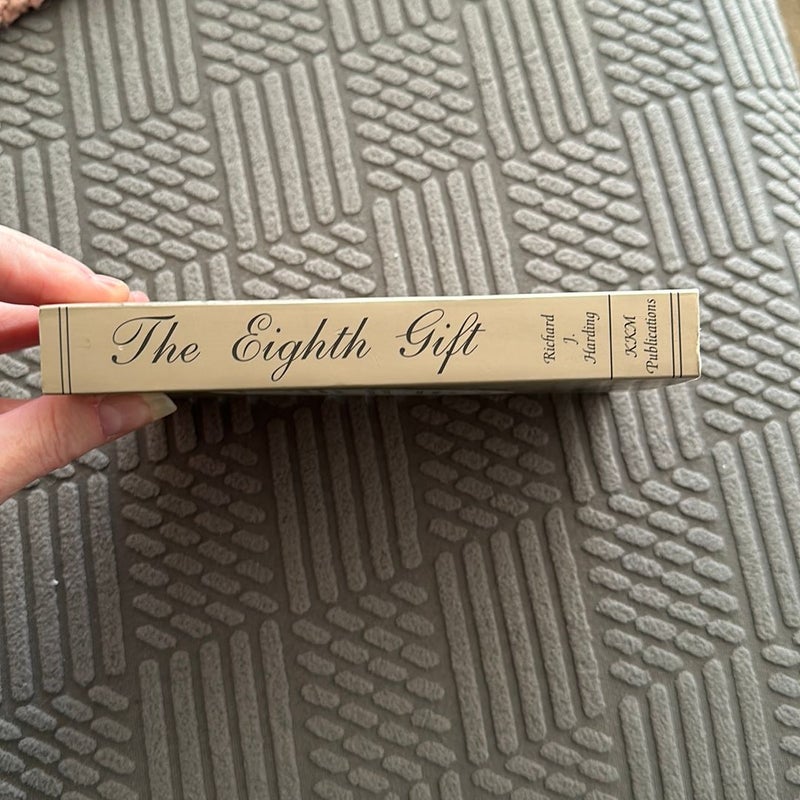 The Eighth Gift
Richard
J.
Harding
KKM
Publications